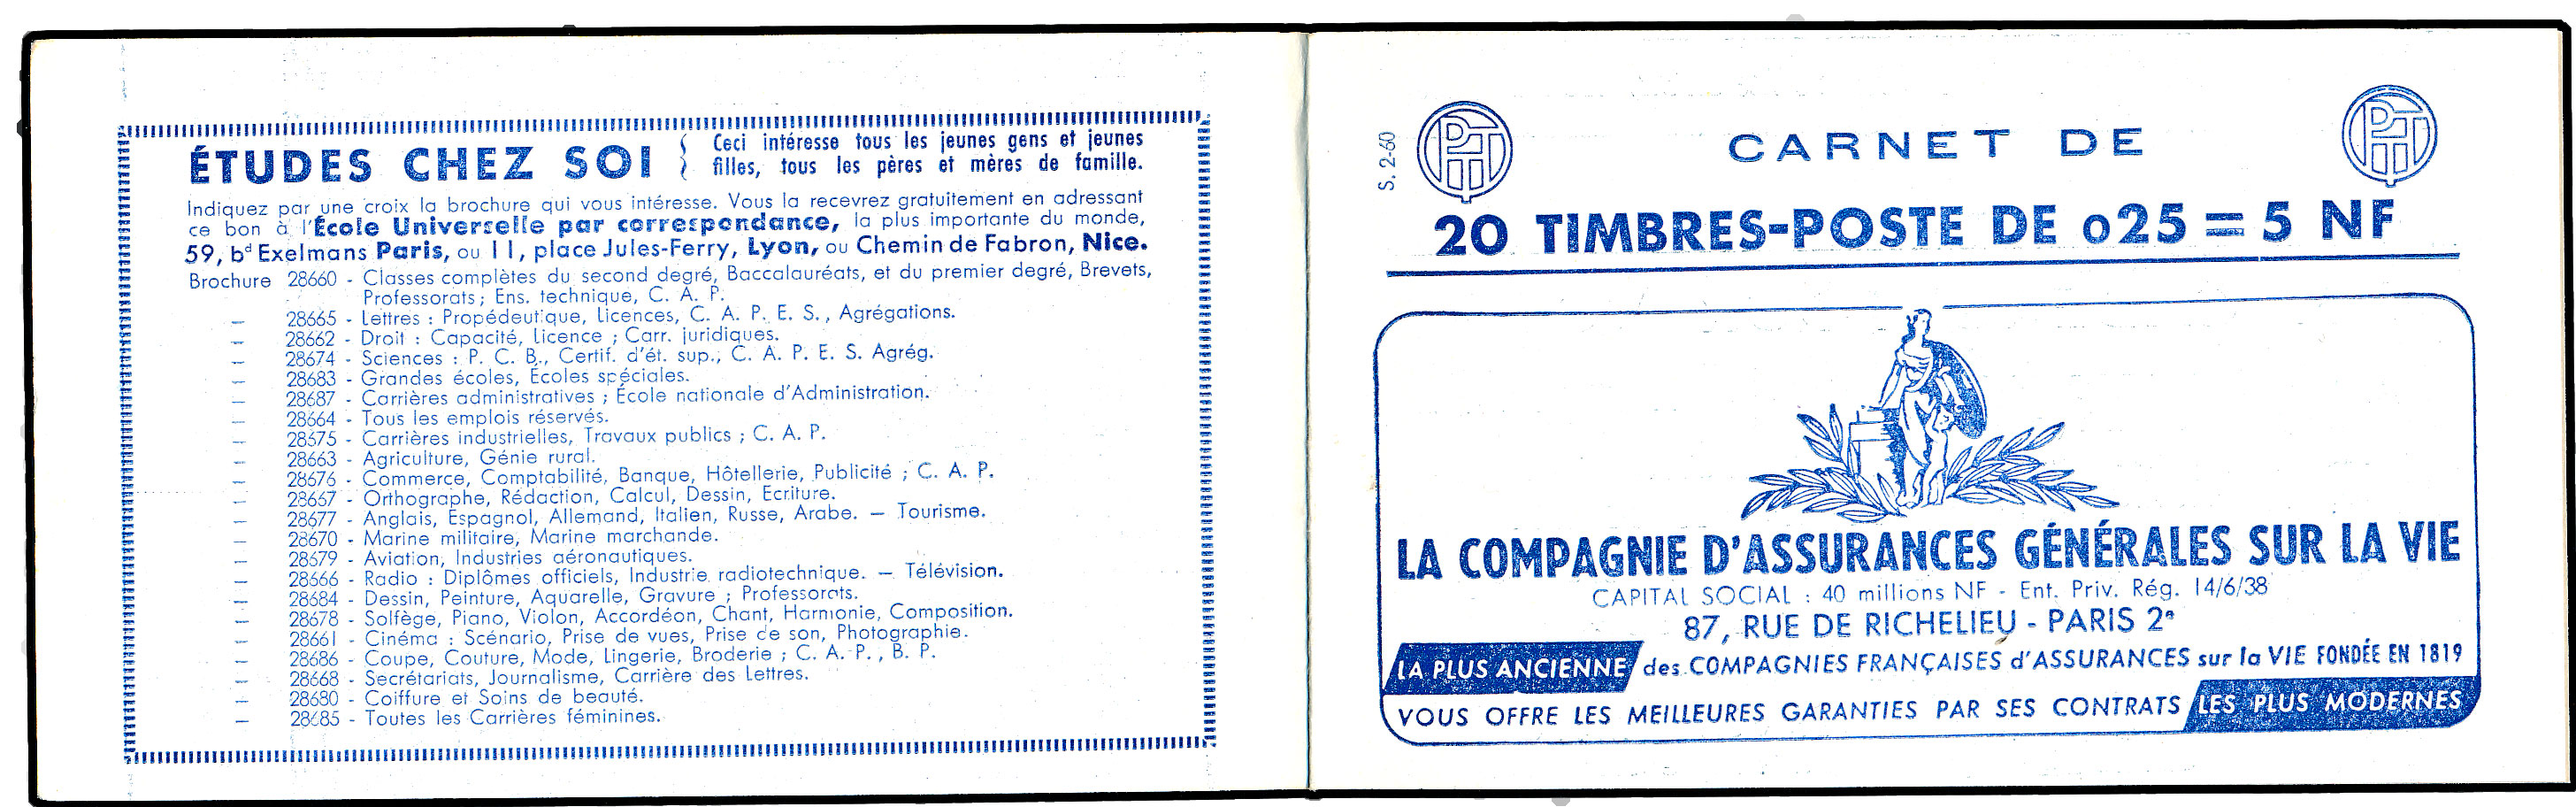 ÉTUDES CHEZ SOI { Ceci intéresse tous les jeunes gens et jeunes
filles, tous les pères et mères de famille.
Indiquez par une croix la brochure qui vous intéresse. Vous la recevrez gratuitement en adressant
ce bon à l'École Universelle par correspondance, la plus importante du monde,
59, bd Exelmans Paris, ou 11, place Jules-Ferry, Lyon, ou Chemin de Fabron, Nice.
Brochure 28660 - Classes complètes du second degré, Baccalauréats, et du premier degré, Brevets,
Professorats; Ens. technique, C. A. P.
— 28665 - Lettres : Propédeutique, Licences, C. A. P. E. S., Agrégations.
— 28662 - Droit : Capacité, Licence ; Carr. juridiques.
— 28674 - Sciences : P. C. B., Certif. d'ét. sup., C. A. P. E. S. Agrég.
— 28683 - Grandes écoles, Écoles spéciales.
— 28687 - Carrières administratives ; École nationale d'Administration.
— 28664 - Tous les emplois réservés.
— 28675 - Carrières industrielles, Travaux publics ; C. A. P.
— 28663 - Agriculture, Génie rural.
— 28676 - Commerce, Comptabilité, Banque, Hôtellerie, Publicité ; C. A. P.
— 28667 - Orthographe, Rédaction, Calcul, Dessin, Ecriture.
— 28677 - Anglais, Espagnol, Allemand, Italien, Russe, Arabe. — Tourisme.
— 28670 - Marine militaire, Marine marchande.
— 28679 - Aviation, Industries aéronautiques.
— 28666 - Radio : Diplômes officiels, Industrie radiotechnique. — Télévision.
— 28684 - Dessin, Peinture, Aquarelle, Gravure ; Professorats.
— 28678 - Solfège, Piano, Violon, Accordéon, Chant, Harmonie, Composition.
— 28661 - Cinéma : Scénario, Prise de vues, Prise de son, Photographie.
— 28686 - Coupe, Couture, Mode, Lingerie, Broderie ; C. A. P., B. P.
— 28668 - Secrétariats, Journalisme, Carrière des Lettres.
— 28680 - Coiffure et Soins de beauté.
— 28685 - Toutes les Carrières féminines.
S. 2-60
PTT
CARNET DE
PTT
20 TIMBRES-POSTE DE 0 25 = 5 NF
LA COMPAGNIE D'ASSURANCES GÉNÉRALES SUR LA VIE
CAPITAL SOCIAL : 40 millions NF - Ent. Priv. Rég. 14/6/38
87, RUE DE RICHELIEU - PARIS 2e
LA PLUS ANCIENNE des COMPAGNIES FRANÇAISES d'ASSURANCES sur la VIE FONDÉE EN 1819
VOUS OFFRE LES MEILLEURES GARANTIES PAR SES CONTRATS LES PLUS MODERNES